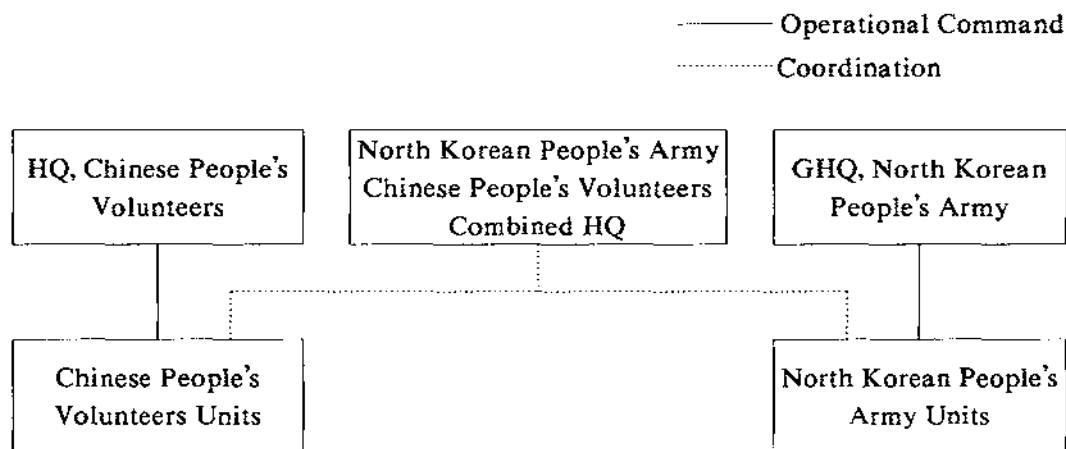 Operational Command
Coordination
HQ, Chinese People's
Volunteers
North Korean People's Army
Chinese People's Volunteers
Combined HQ
GHQ, North Korean
People's Army
Chinese People's
Volunteers Units
North Korean People's
Army Units